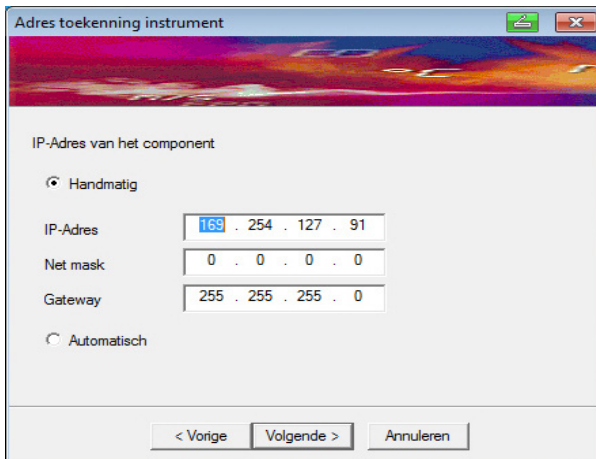 Adres toekenning instrument
°C
IP-Adres van het component
Handmatig
IP-Adres 169 . 254 . 127 . 91
Net mask 0 . 0 . 0 . 0
Gateway 255 . 255 . 255 . 0
Automatisch
< Vorige Volgende > Annuleren